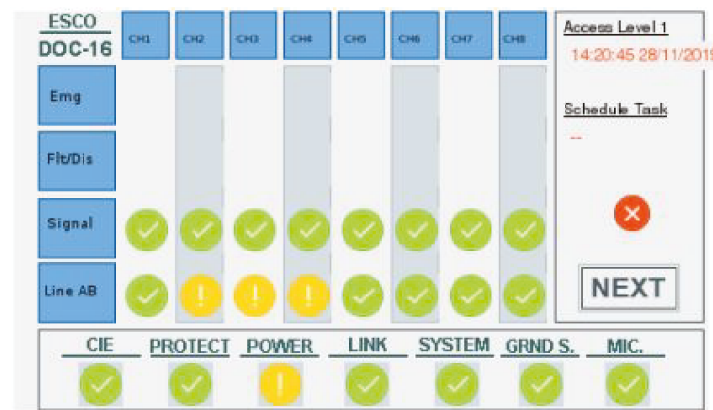 ESCO
DOC-16
CH1 CH2 CH3 CH4 CH5 CH6 CH7 CH8
Access Level 1
14:20:45 28/11/2019
Emg
Schedule Task
--
Flt/Dis
Signal
Line AB
NEXT
CIE PROTECT POWER LINK SYSTEM GRND S. MIC.